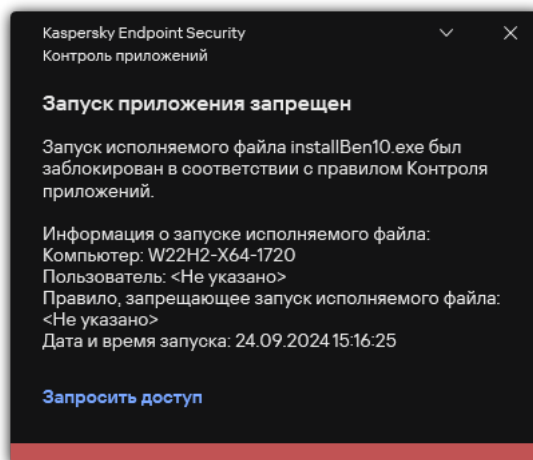 Kaspersky Endpoint Security
Контроль приложений
Запуск приложения запрещен
Запуск исполняемого файла installBen10.exe был
заблокирован в соответствии с правилом Контроля
приложений.
Информация о запуске исполняемого файла:
Компьютер: W22H2-X64-1720
Пользователь: <Не указано>
Правило, запрещающее запуск исполняемого файла:
<Не указано>
Дата и время запуска: 24.09.2024 15:16:25
Запросить доступ